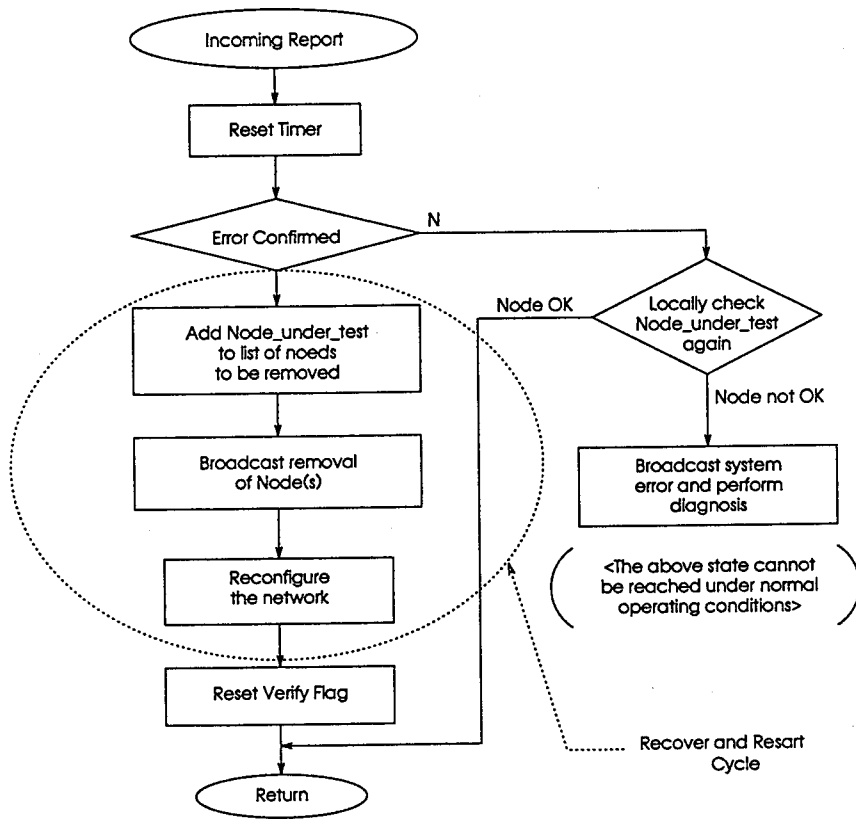 Incoming Report
Reset Timer
Error Confirmed
N
Locally check
Node_under_test
again
Node OK
Node not OK
Add Node_under_test
to list of noeds
to be removed
Broadcast removal
of Node(s)
Broadcast system
error and perform
diagnosis
Reconfigure
the network
<The above state cannot
be reached under normal
operating conditions>
Reset Verify Flag
Recover and Resart
Cycle
Return